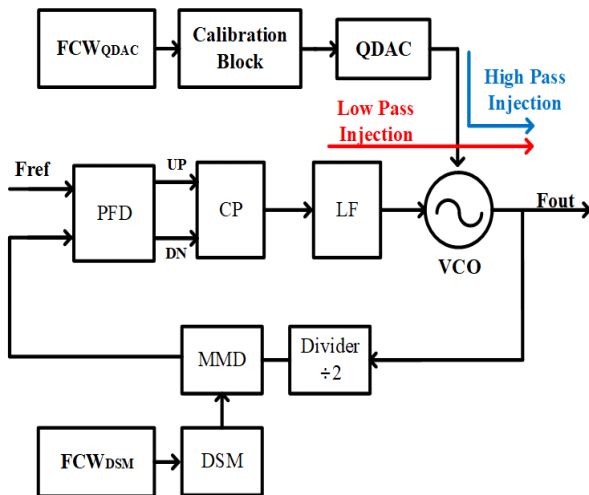 FCWQDAC
Calibration
Block
QDAC
High Pass
Injection
Low Pass
Injection
Fref
UP
PFD
CP
LF
Fout
DN
VCO
MMD
Divider
÷2
FCWDSM
DSM